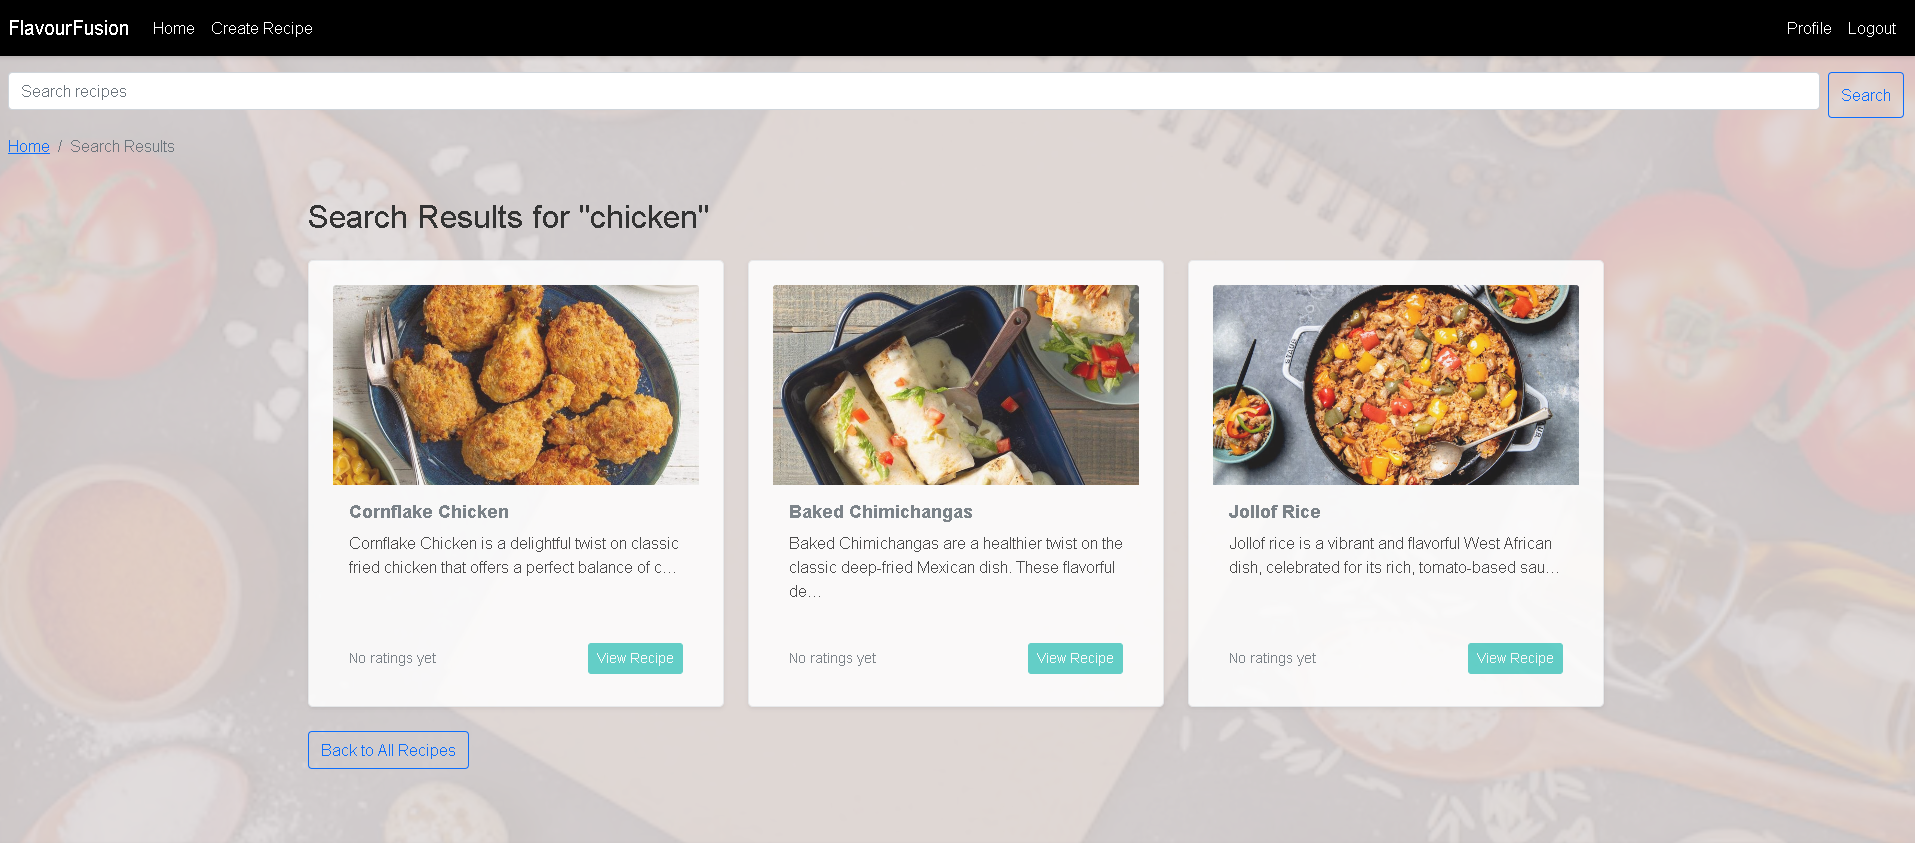 FlavourFusion Home Create Recipe Profile Logout
Search recipes Search
Home / Search Results
Search Results for "chicken"
Cornflake Chicken
Cornflake Chicken is a delightful twist on classic
fried chicken that offers a perfect balance of c…
No ratings yet View Recipe
Baked Chimichangas
Baked Chimichangas are a healthier twist on the
classic deep-fried Mexican dish. These flavorful
de…
No ratings yet View Recipe
Jollof Rice
Jollof rice is a vibrant and flavorful West African
dish, celebrated for its rich, tomato-based sau…
No ratings yet View Recipe
Back to All Recipes